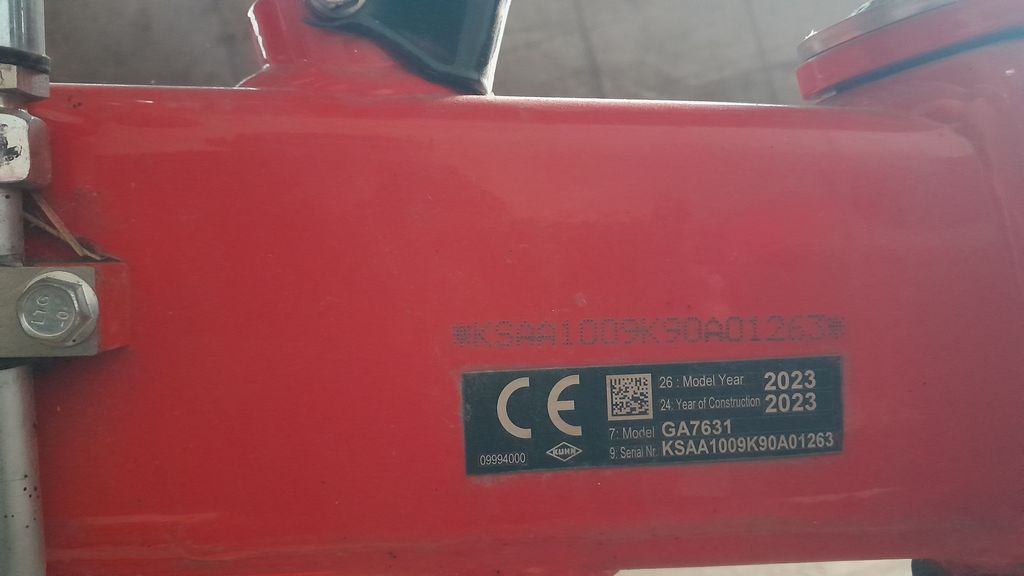 *KSAA1009K90A01263*
CE
26 : Model Year 2023
24. Year of Construction 2023
7: Model GA7631
9. Serial Nr. KSAA1009K90A01263
09994000
KUHN